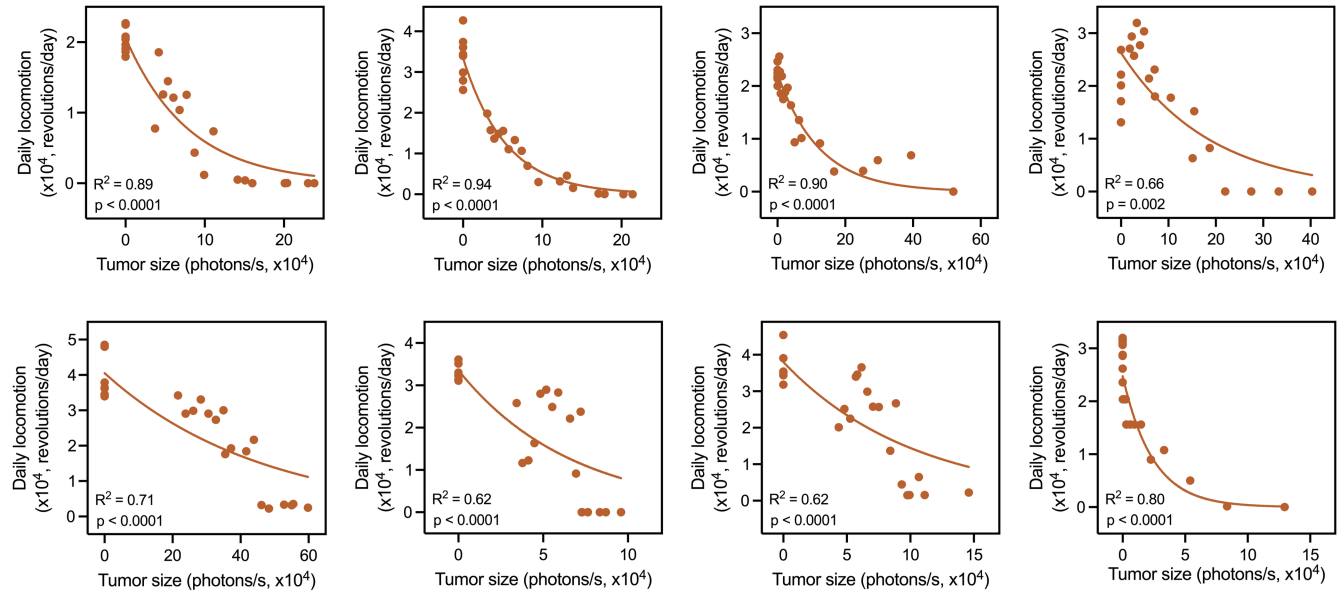 Daily locomotion
(x10⁴, revolutions/day)
2
1
0
R² = 0.89
p < 0.0001
0 10 20
Tumor size (photons/s, x10⁴)
Daily locomotion
(x10⁴, revolutions/day)
4
3
2
1
0
R² = 0.94
p < 0.0001
0 10 20
Tumor size (photons/s, x10⁴)
Daily locomotion
(x10⁴, revolutions/day)
3
2
1
0
R² = 0.90
p < 0.0001
0 20 40 60
Tumor size (photons/s, x10⁴)
Daily locomotion
(x10⁴, revolutions/day)
3
2
1
0
R² = 0.66
p = 0.002
0 10 20 30 40
Tumor size (photons/s, x10⁴)
Daily locomotion
(x10⁴, revolutions/day)
5
4
3
2
1
0
R² = 0.71
p < 0.0001
0 20 40 60
Tumor size (photons/s, x10⁴)
Daily locomotion
(x10⁴, revolutions/day)
4
3
2
1
0
R² = 0.62
p < 0.0001
0 5 10
Tumor size (photons/s, x10⁴)
Daily locomotion
(x10⁴, revolutions/day)
4
3
2
1
0
R² = 0.62
p < 0.0001
0 5 10 15
Tumor size (photons/s, x10⁴)
Daily locomotion
(x10⁴, revolutions/day)
3
2
1
0
R² = 0.80
p < 0.0001
0 5 10 15
Tumor size (photons/s, x10⁴)